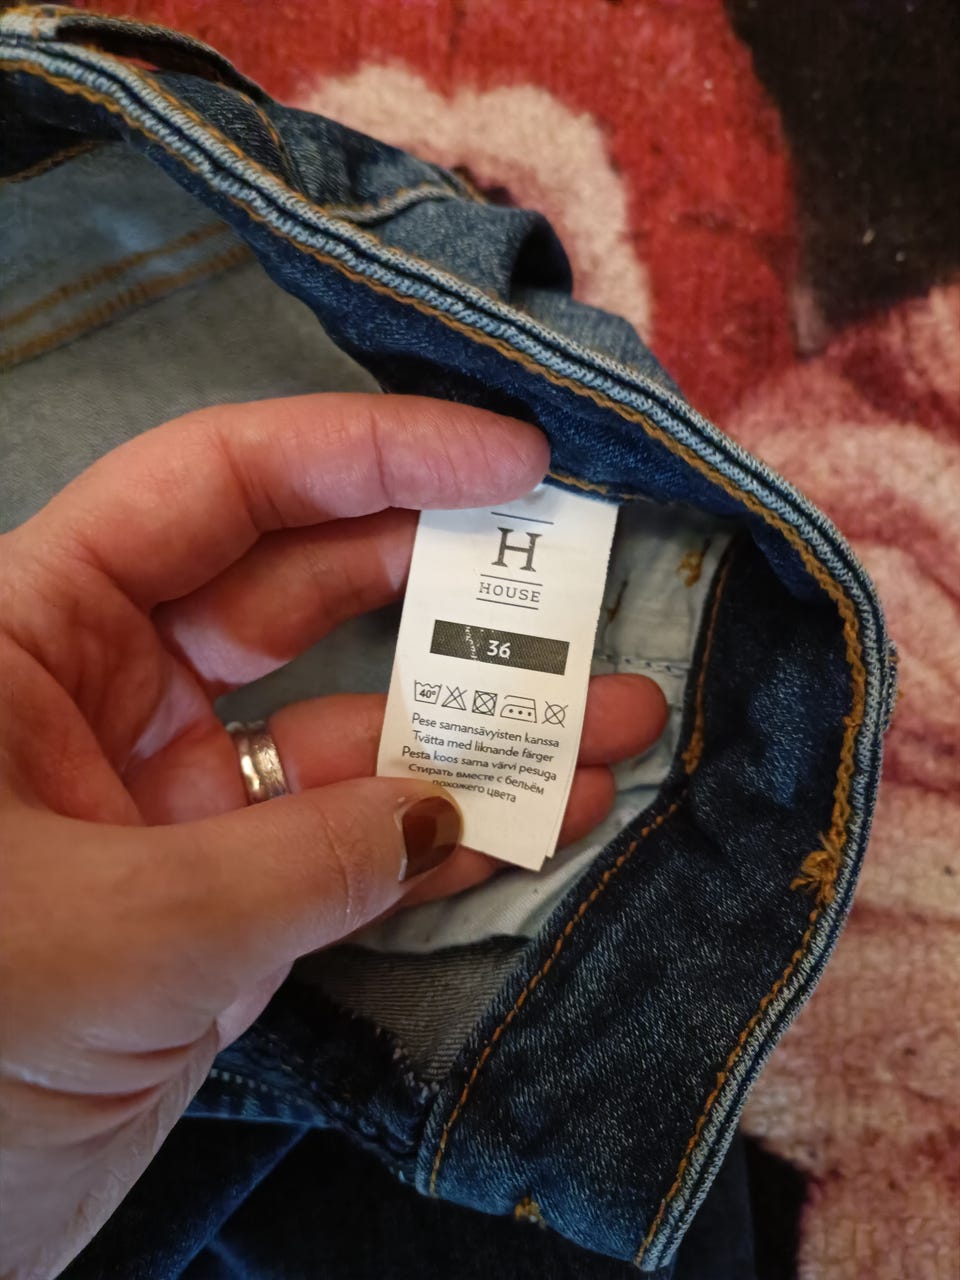 H
HOUSE
36
40°
Pese samansävyisten kanssa
Tvätta med liknande färger
Pesta koos sama värvi pesuga
Стирать вместе с бельём
похожего цвета